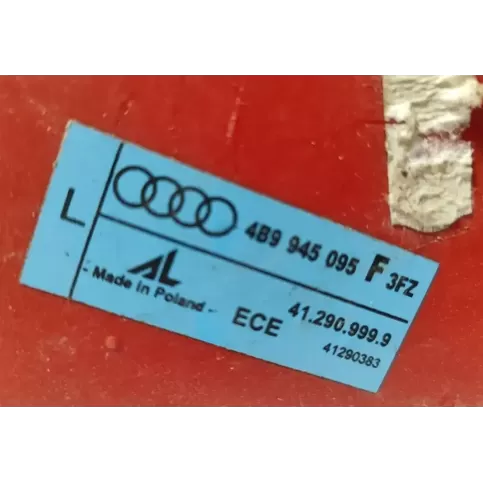 L
4B9 945 095 F 3FZ
AL
- Made in Poland -
ECE
41.290.999.9
41290383